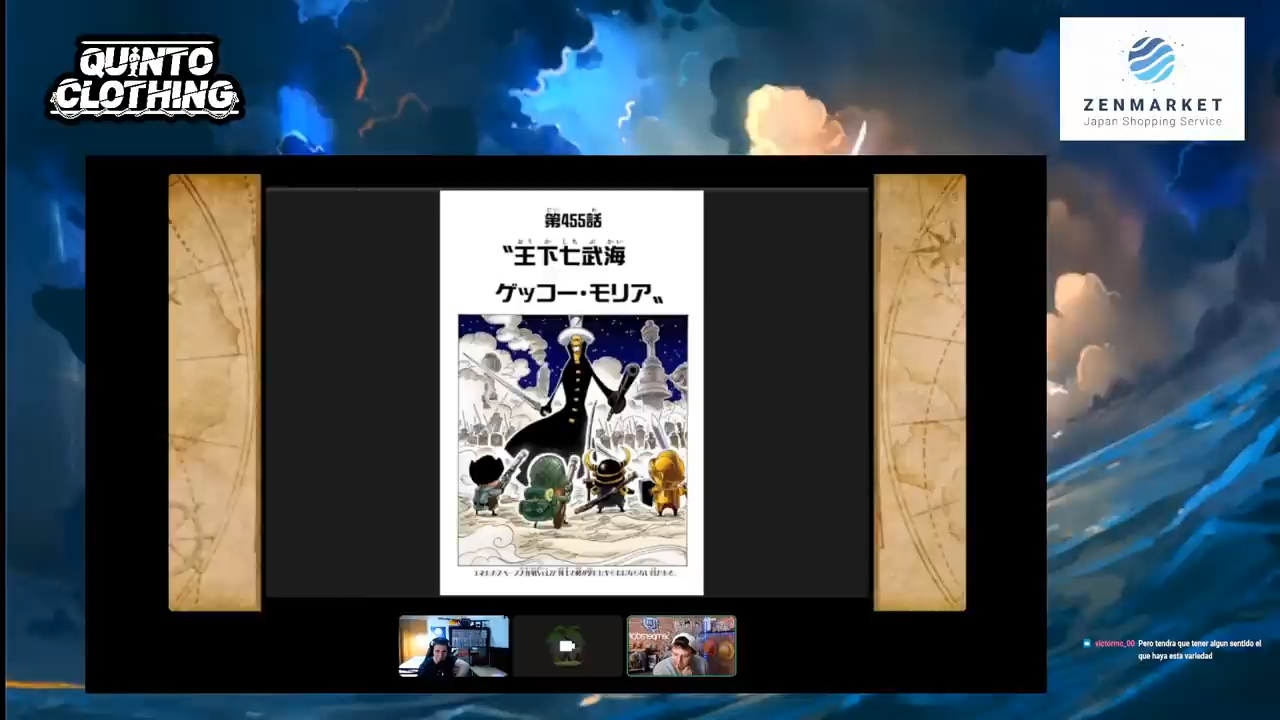 QUINTO
CLOTHING
ZENMARKET
Japan Shopping Service
第455話
〝王下七武海
ゲッコー・モリア〟
victormc_00 Pero tendra que tener algun sentido el
que haya esta variedad